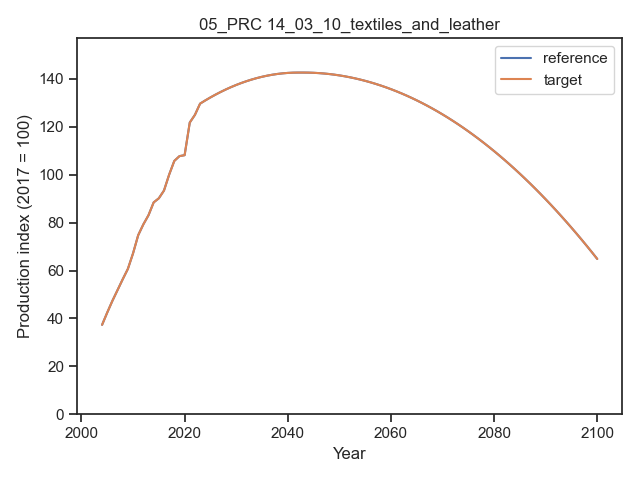 05_PRC 14_03_10_textiles_and_leather
reference
target
Production index (2017 = 100)
140
120
100
80
60
40
20
0
2000
2020
2040
2060
2080
2100
Year